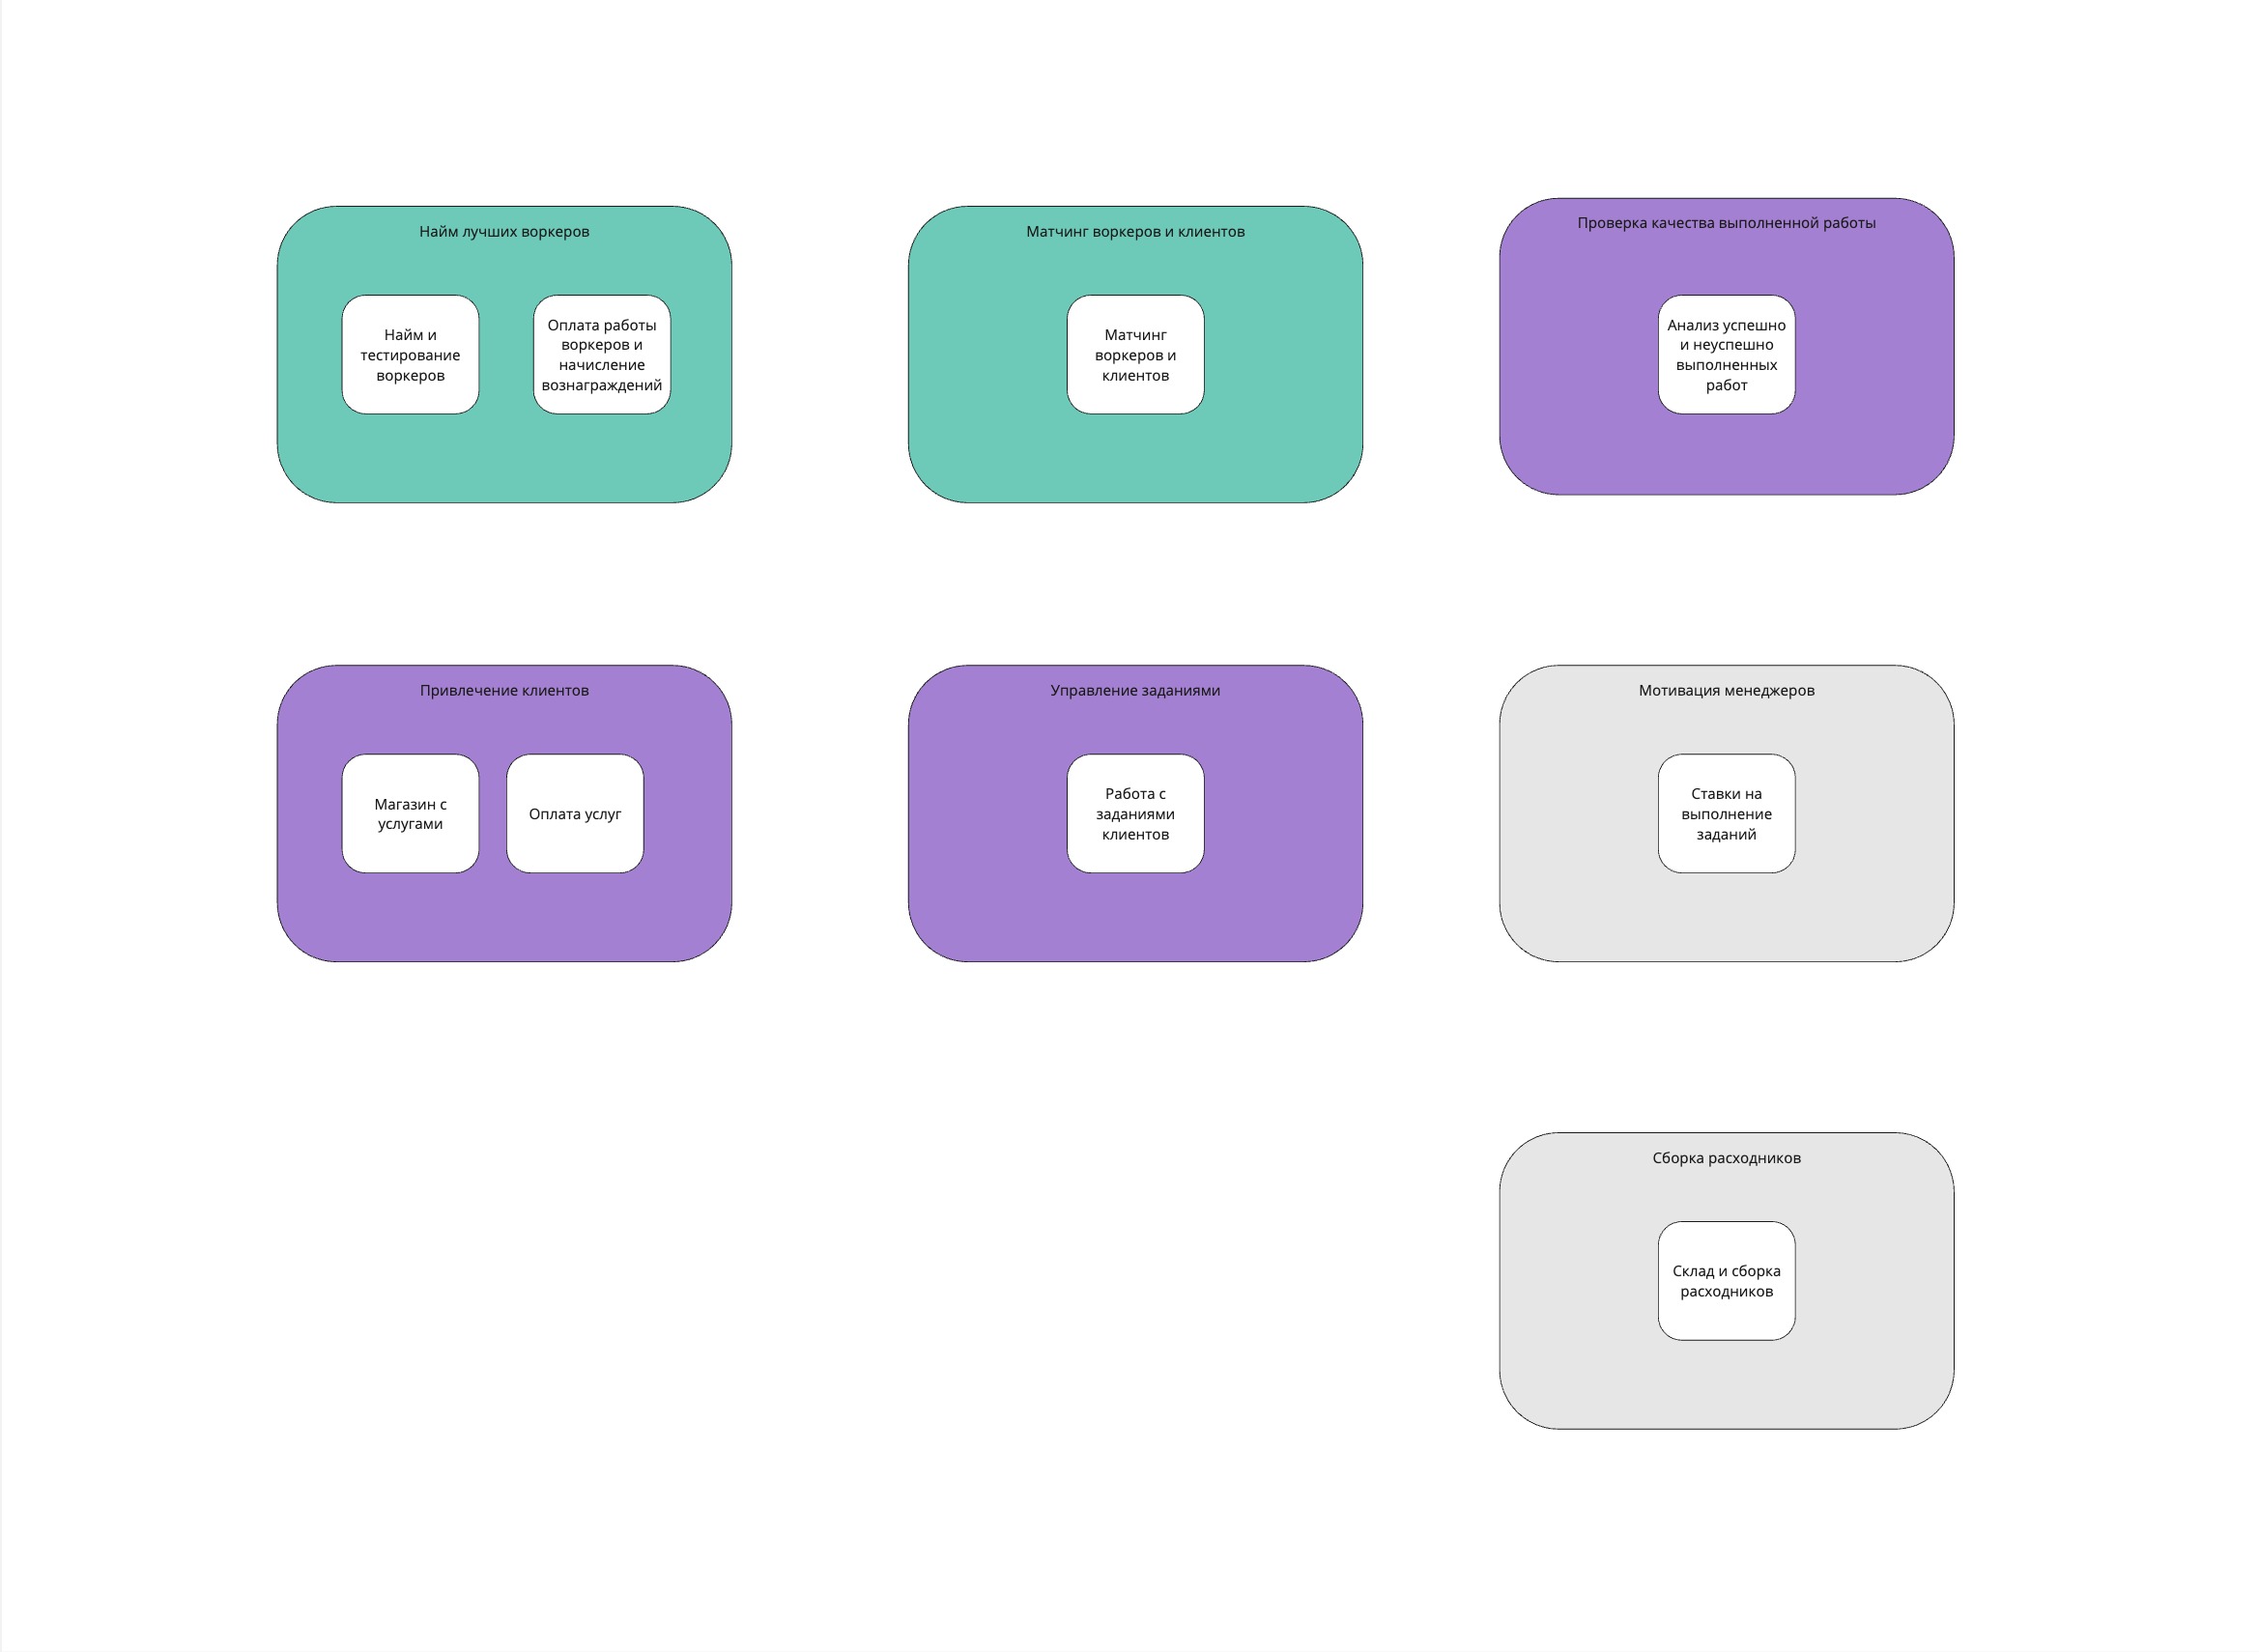 Найм лучших воркеров
Найм и
тестирование
воркеров
Оплата работы
воркеров и
начисление
вознаграждений
Матчинг воркеров и клиентов
Матчинг
воркеров и
клиентов
Проверка качества выполненной работы
Анализ успешно
и неуспешно
выполненных
работ
Привлечение клиентов
Магазин с
услугами
Оплата услуг
Управление заданиями
Работа с
заданиями
клиентов
Мотивация менеджеров
Ставки на
выполнение
заданий
Сборка расходников
Склад и сборка
расходников